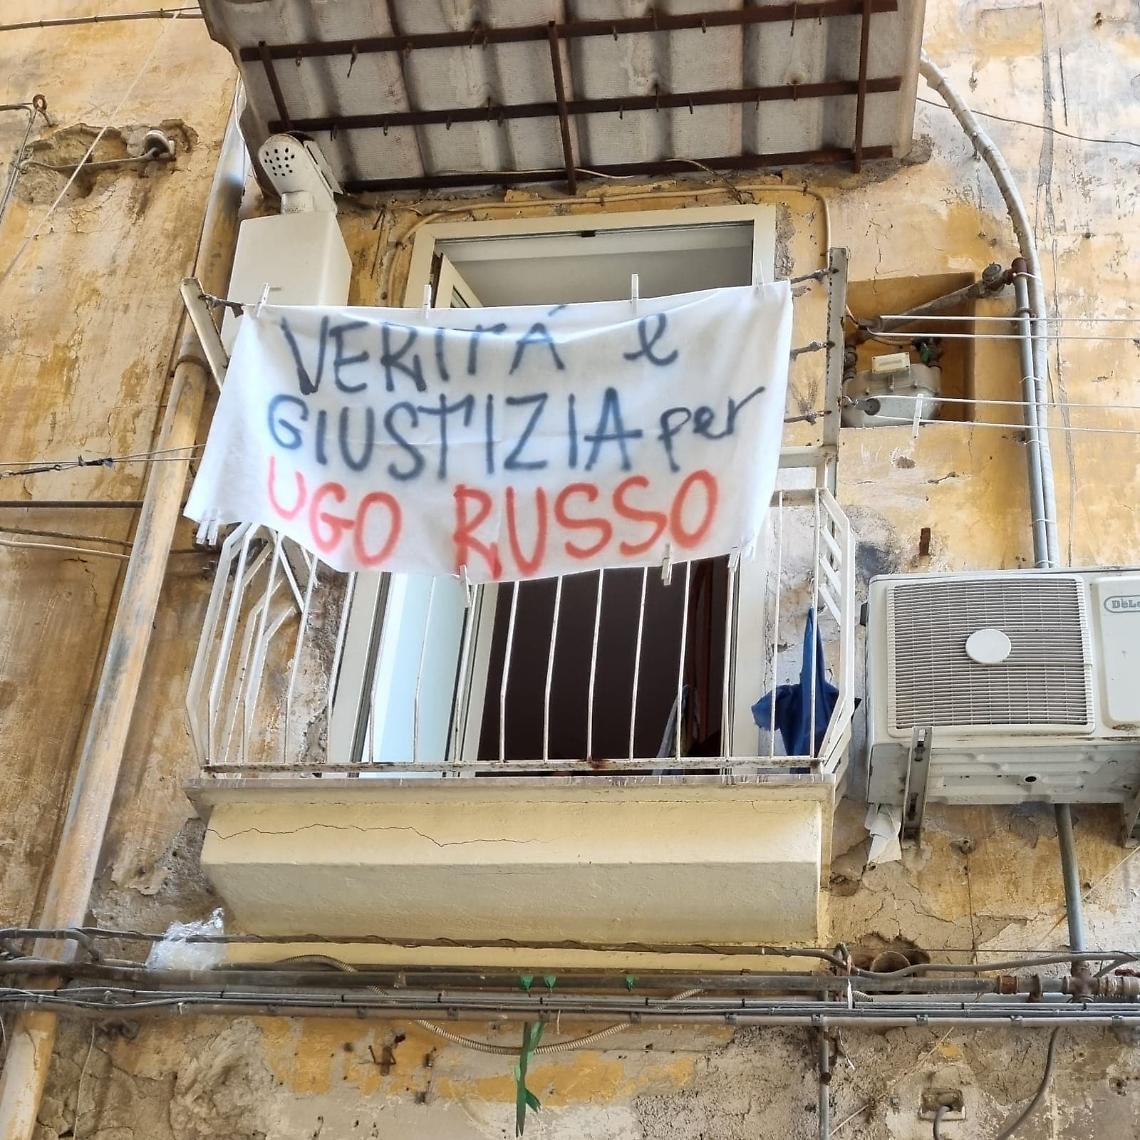 VERITÁ e
GIUSTIZIA per
UGO RUSSO